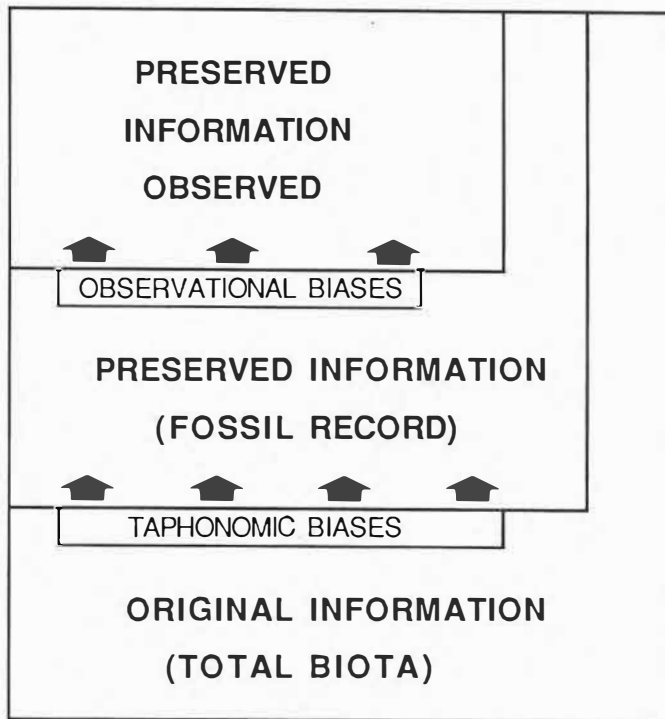 PRESERVED
INFORMATION
OBSERVED
OBSERVATIONAL BIASES
PRESERVED INFORMATION
(FOSSIL RECORD)
TAPHONOMIC BIASES
ORIGINAL INFORMATION
(TOTAL BIOTA)